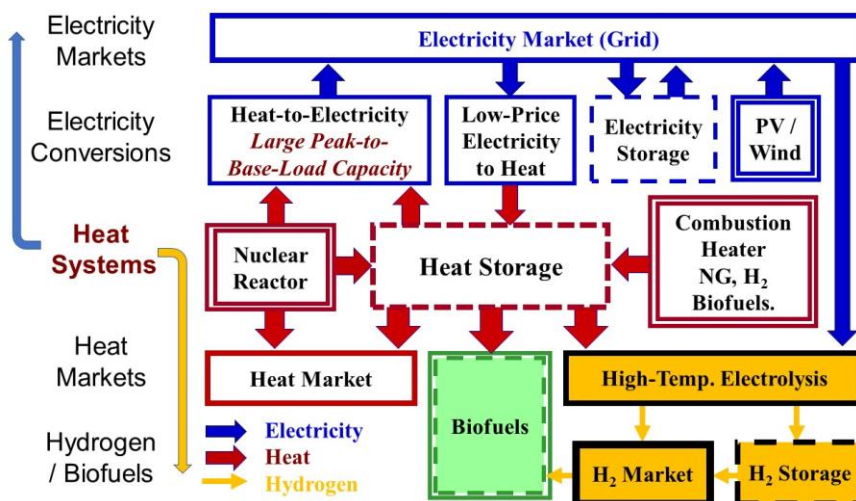 Electricity
Markets
Electricity Market (Grid)
Electricity
Conversions
Heat-to-Electricity
Large Peak-to-
Base-Load Capacity
Low-Price
Electricity
to Heat
Electricity
Storage
PV /
Wind
Heat
Systems
Nuclear
Reactor
Heat Storage
Combustion
Heater
NG, H₂
Biofuels.
Heat
Markets
Heat Market
Biofuels
High-Temp. Electrolysis
Hydrogen
/ Biofuels
Electricity
Heat
Hydrogen
H₂ Market
H₂ Storage